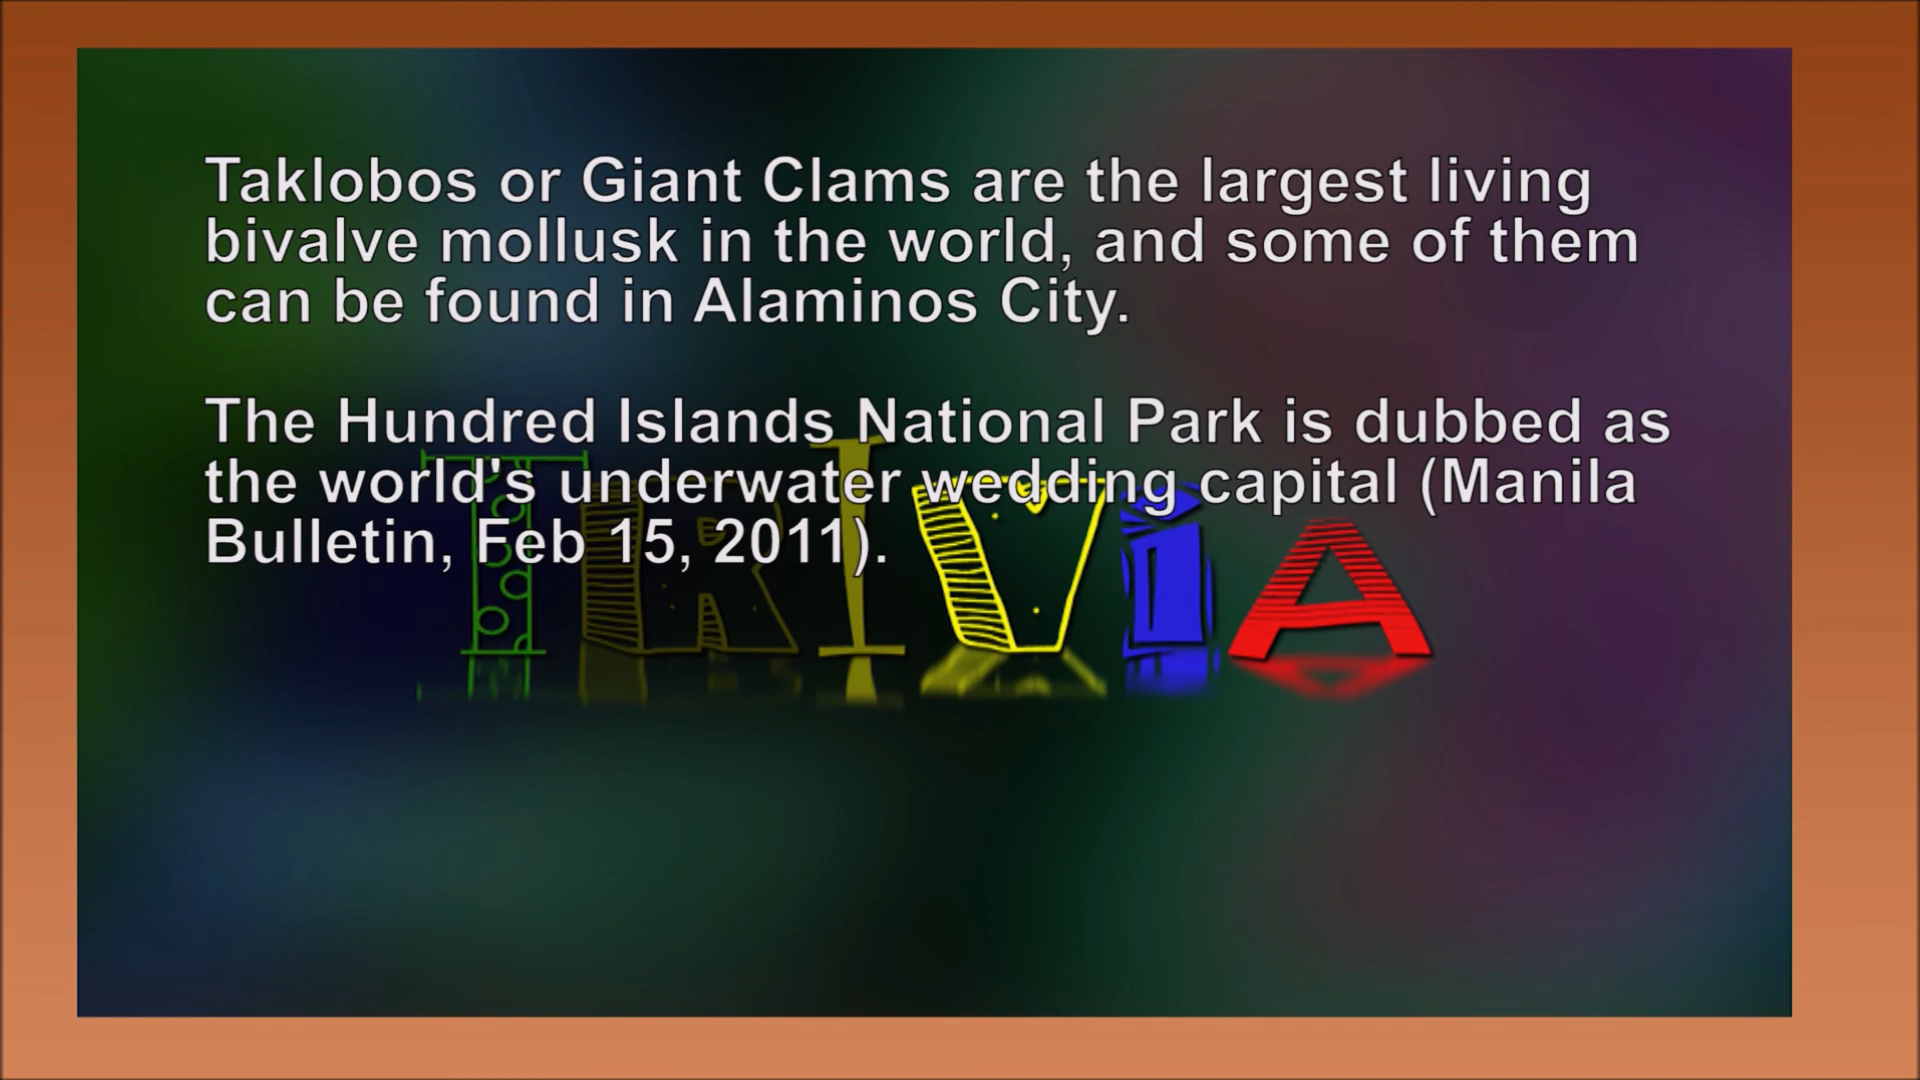 Taklobos or Giant Clams are the largest living
bivalve mollusk in the world, and some of them
can be found in Alaminos City.
The Hundred Islands National Park is dubbed as
the world's underwater wedding capital (Manila
Bulletin, Feb 15, 2011).
TRIViA